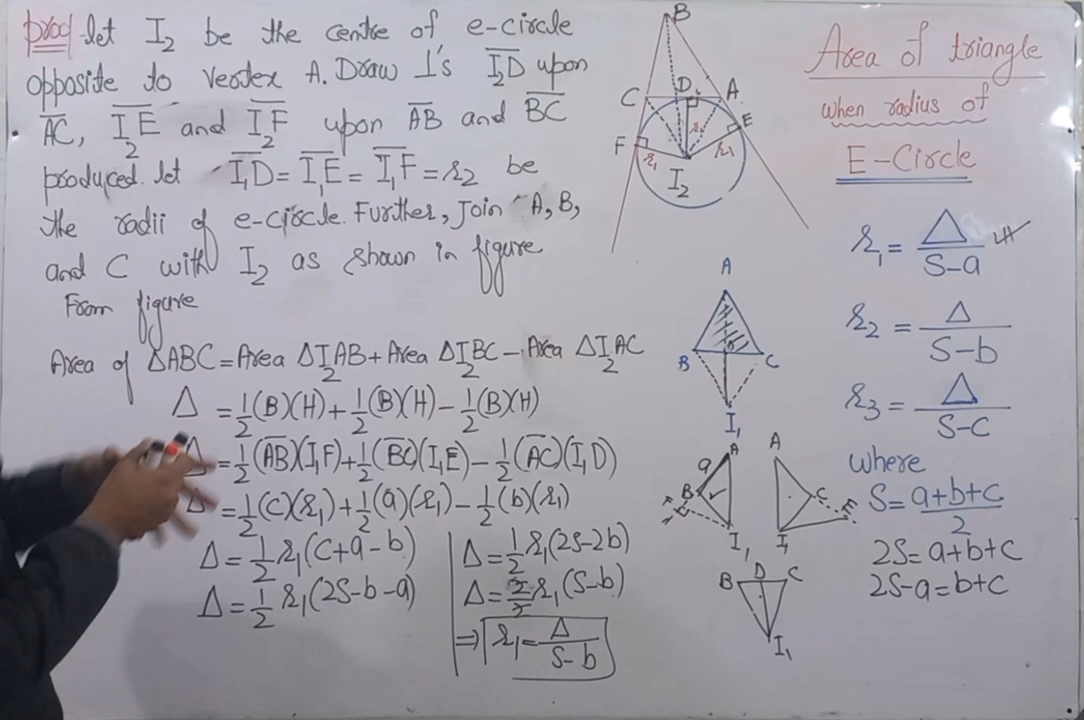 proof let I₂ be the centre of e-circle
opposite to vertex A. Draw ⊥'s I₂D upon
AC, I₂E and I₂F upon AB and BC
produced. let I₁D = I₁E = I₁F = r₂ be
the radii of e-circle. Further, Join A, B,
and C with I₂ as shown in figure
From figure
Area of ΔABC = Area ΔI₂AB + Area ΔI₂BC - Area ΔI₂AC
Δ = 1/2 (B)(H) + 1/2 (B)(H) - 1/2 (B)(H)
Δ = 1/2 (AB)(I₁F) + 1/2 (BC)(I₁E) - 1/2 (AC)(I₁D)
Δ = 1/2 (c)(r₁) + 1/2 (a)(r₁) - 1/2 (b)(r₁)
Δ = 1/2 r₁ (c+a-b)
Δ = 1/2 r₁ (2S-b-a)
Δ = 1/2 r₁ (2S-2b)
Δ = 2/2 r₁ (S-b)
⇒ r₁ = Δ/S-b
B
C D A
F E
r₁ r₁
I₂
A
B C
I₁
A
a
B
F
I₁
A
C
E
I₁
B D C
I₁
Area of triangle
when radius of
E-Circle
r₁ = Δ/S-a
r₂ = Δ/S-b
r₃ = Δ/S-c
where
S = a+b+c/2
2S = a+b+c
2S-a = b+c